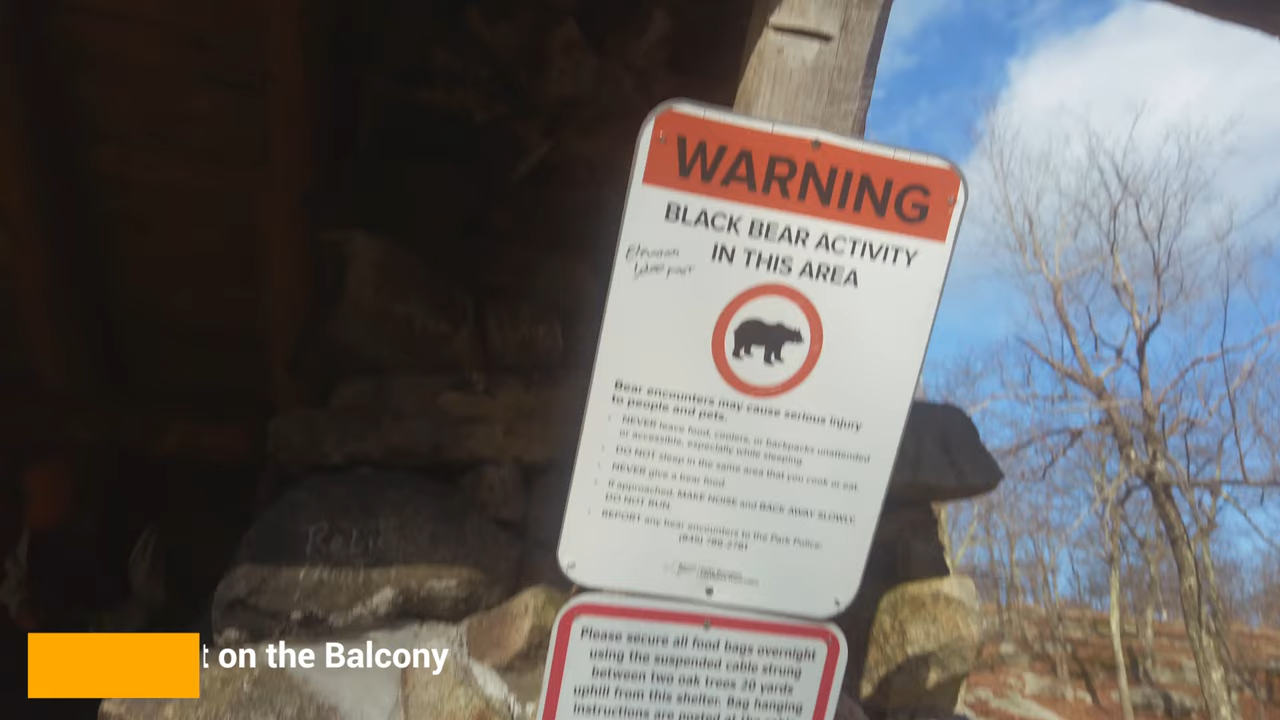 WARNING
BLACK BEAR ACTIVITY
IN THIS AREA
Bear encounters may cause serious injury
to people and pets.
NEVER leave food, coolers, or backpacks unattended
or accessible, especially while sleeping.
DO NOT sleep in the same area that you cook or eat.
NEVER give a bear food.
If approached, MAKE NOISE and BACK AWAY SLOWLY.
DO NOT RUN.
REPORT any bear encounters to the Park Police:
(845) 786-2781
Please secure all food bags overnight
using the suspended cable strung
between two oak trees 20 yards
uphill from this shelter. Bag hanging
instructions are posted at the
t on the Balcony